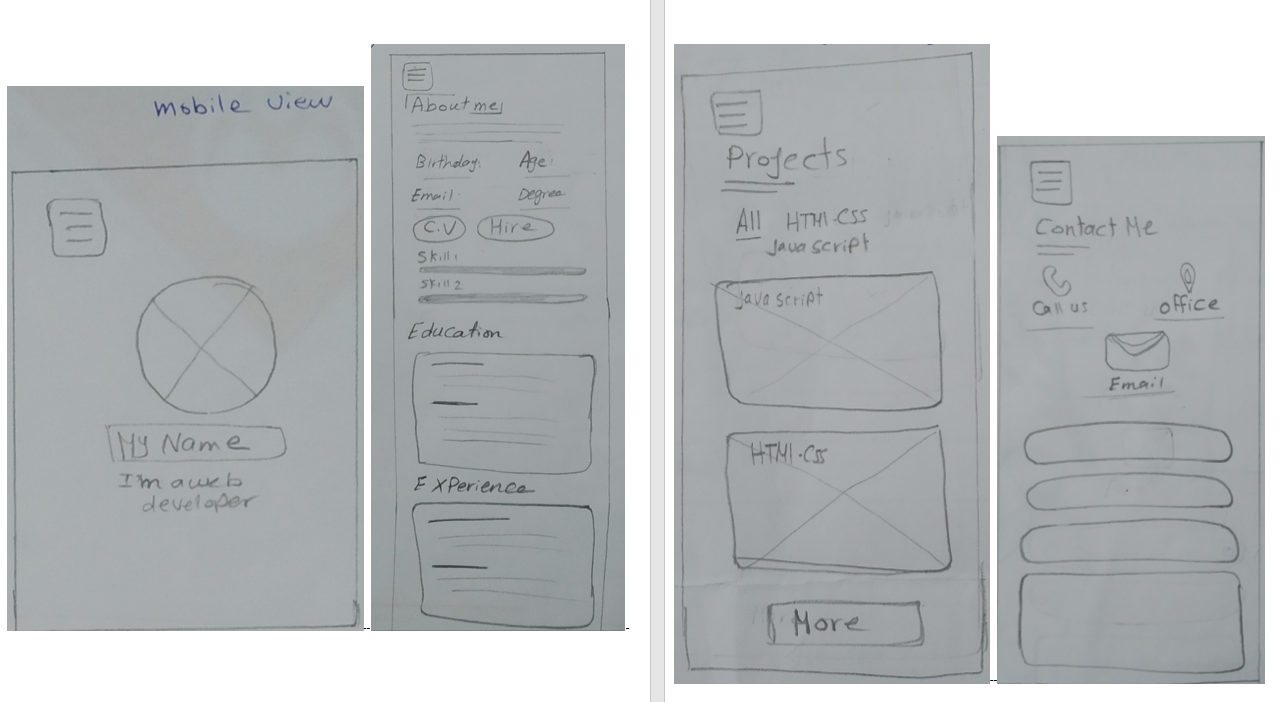 mobile view
My Name
I'm a web
developer
About me
Birthday: Age:
Email: Degree
C.V Hire
Skill 1
Skill 2
Education
EXPerience
Projects
All HTMl-CSS
Java script
Java script
HTMl-CSS
More
Contact Me
Call us office
Email